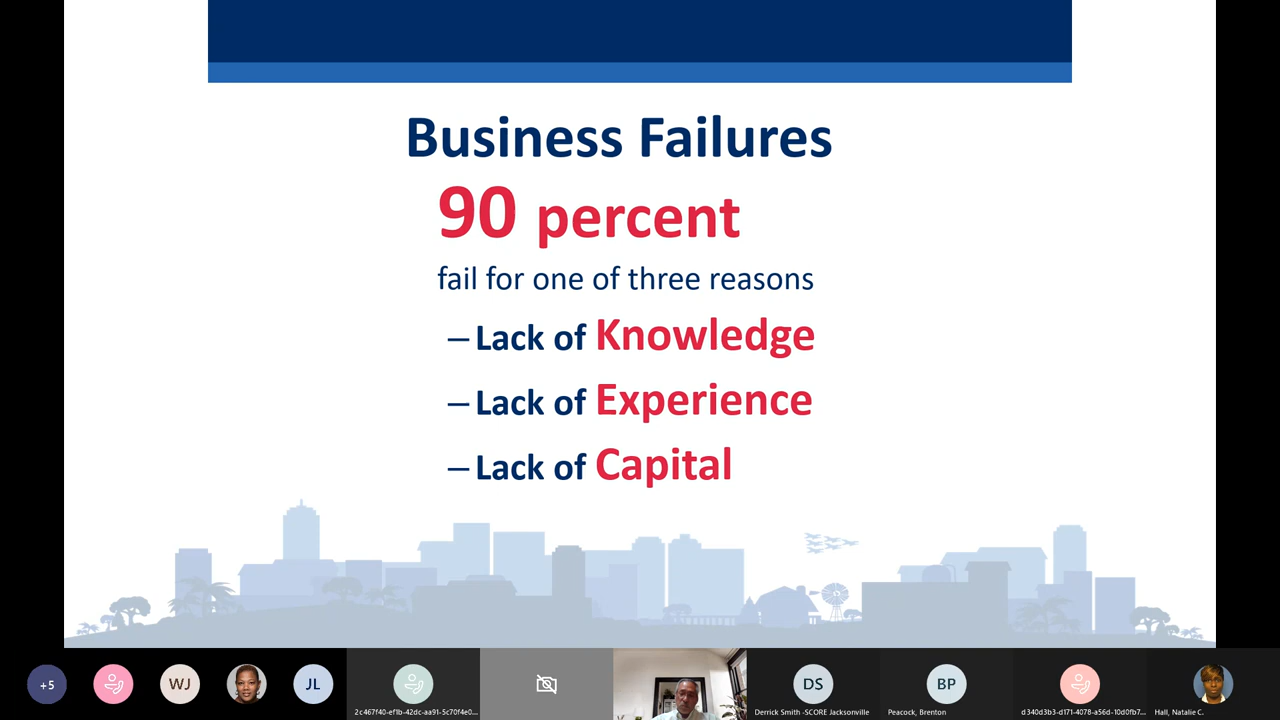 Business Failures
90 percent
fail for one of three reasons
– Lack of Knowledge
– Lack of Experience
– Lack of Capital
+5
WJ
JL
2c467f40-ef1b-42dc-aa91-5c70f4e0...
DS
Derrick Smith -SCORE Jacksonville
BP
Peacock, Brenton
d340d3b3-d171-4078-a56d-10d0fb7...
Hall, Natalie C.